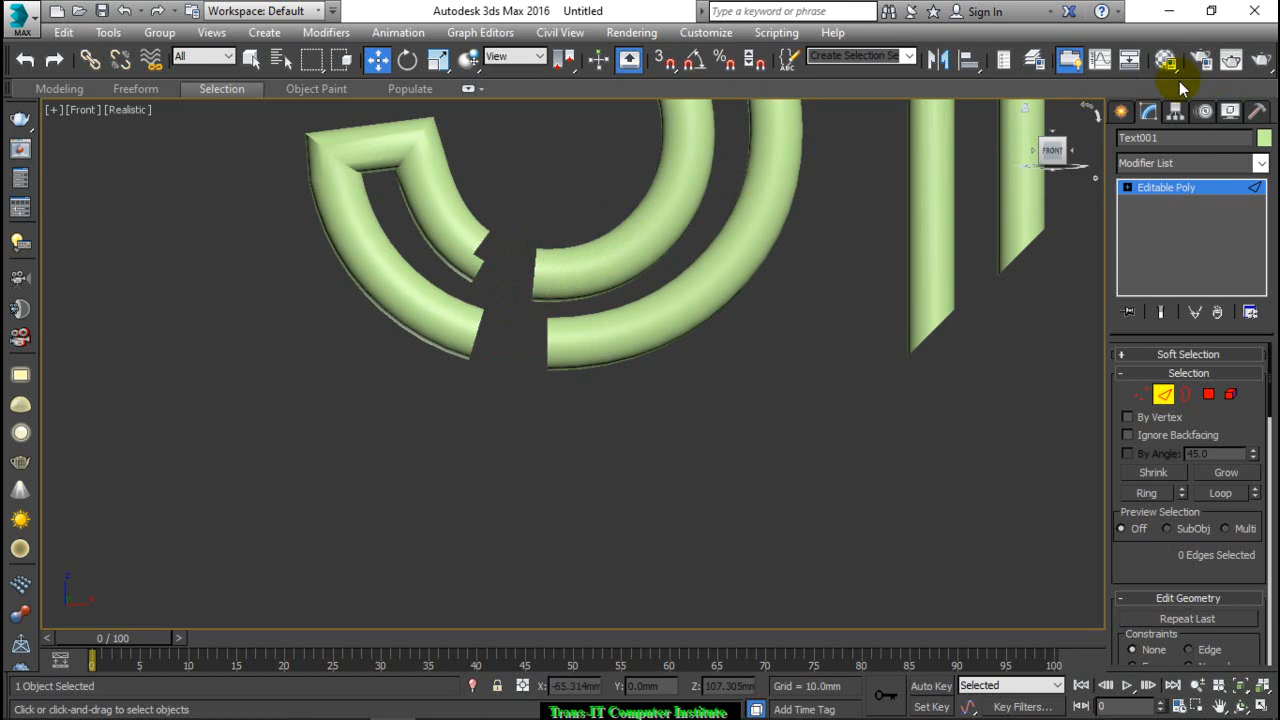 Workspace: Default
Autodesk 3ds Max 2016 Untitled
Type a keyword or phrase
Sign In
MAX
Edit Tools Group Views Create Modifiers Animation Graph Editors Civil View Rendering Customize Scripting Help
All
View
3
Create Selection Se
Modeling Freeform Selection Object Paint Populate
[+] [Front] [Realistic]
FRONT
Text001
Modifier List
Editable Poly
+ Soft Selection
- Selection
By Vertex
Ignore Backfacing
By Angle: 45.0
Shrink Grow
Ring Loop
Preview Selection
Off SubObj Multi
0 Edges Selected
- Edit Geometry
Repeat Last
Constraints
None Edge
z
x
< 0 / 100 >
0 5 10 15 20 25 30 35 40 45 50 55 60 65 70 75 80 85 90 95 100
1 Object Selected
X: -65.314mm Y: 0.0mm Z: 107.305mm Grid = 10.0mm
Auto Key Selected
Click or click-and-drag to select objects
Trans-IT Computer Institute
Add Time Tag
Set Key Key Filters...
0